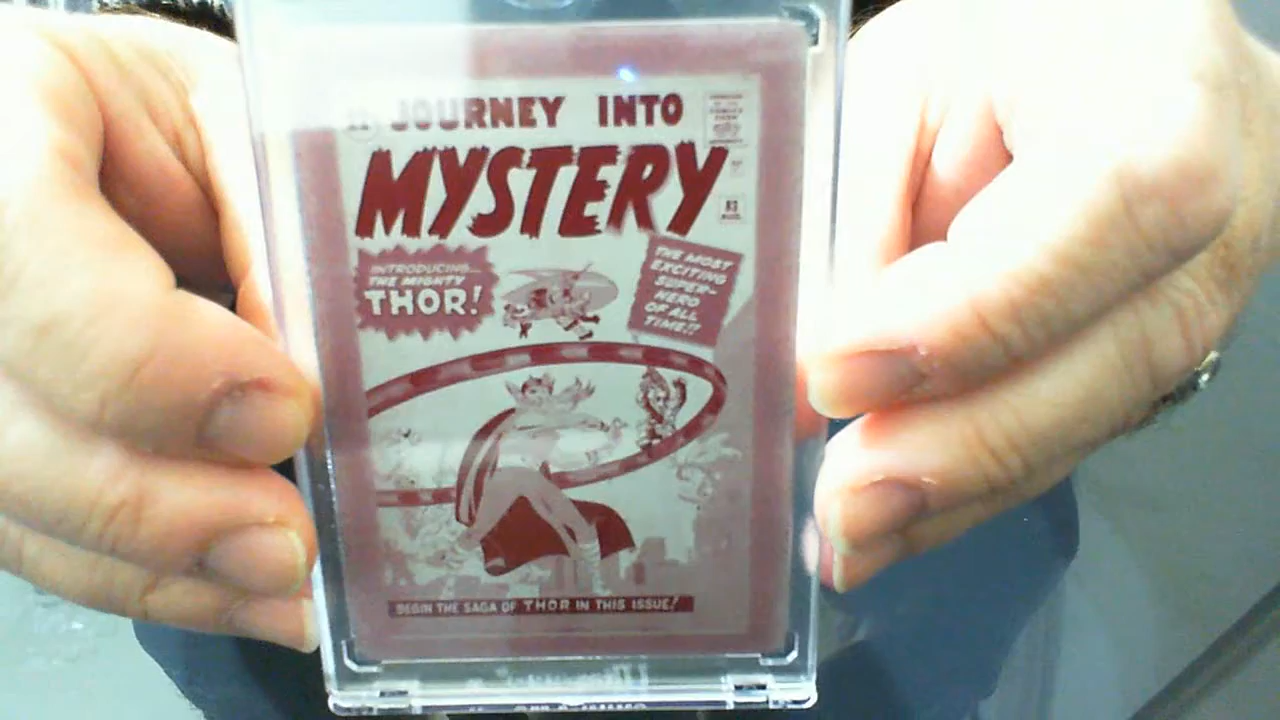 JOURNEY INTO
MYSTERY
83
INTRODUCING...
THE MIGHTY
THOR!
THE MOST
EXCITING
SUPER-
HERO
OF ALL
TIME!!
BEGIN THE SAGA OF THOR IN THIS ISSUE!